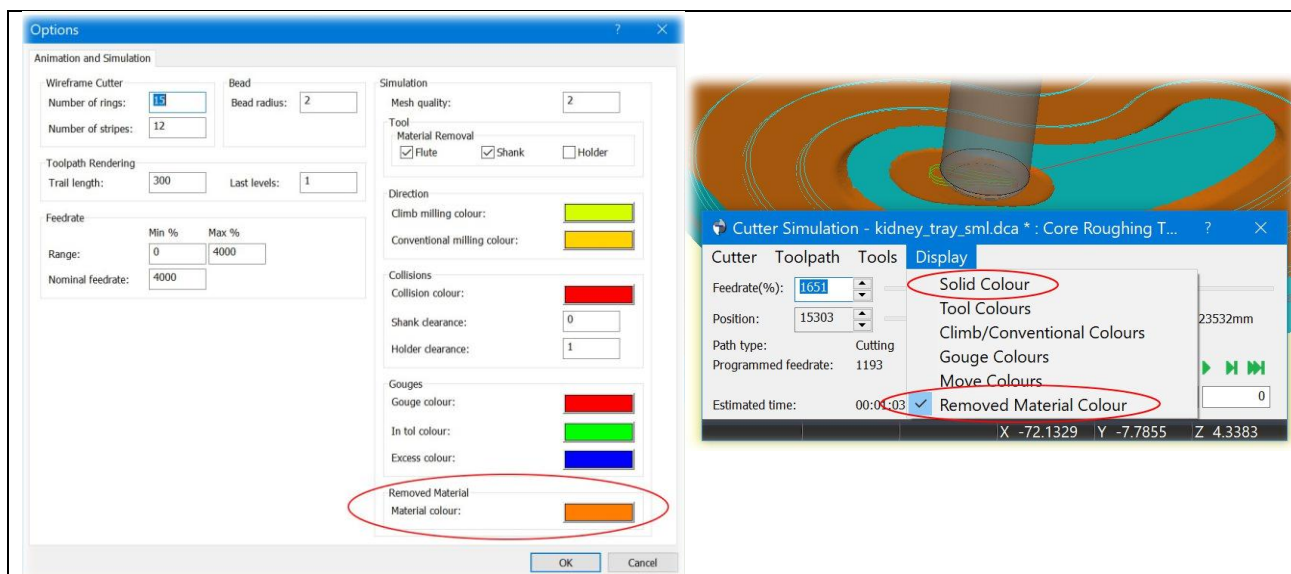 Options
Animation and Simulation
Wireframe Cutter
Number of rings: 15
Number of stripes: 12
Bead
Bead radius: 2
Toolpath Rendering
Trail length: 300 Last levels: 1
Feedrate
Min % Max %
Range: 0 4000
Nominal feedrate: 4000
Simulation
Mesh quality: 2
Tool
Material Removal
Flute Shank Holder
Direction
Climb milling colour:
Conventional milling colour:
Collisions
Collision colour:
Shank clearance: 0
Holder clearance: 1
Gouges
Gouge colour:
In tol colour:
Excess colour:
Removed Material
Material colour:
OK Cancel
Cutter Simulation - kidney_tray_sml.dca * : Core Roughing T...
Cutter Toolpath Tools Display
Feedrate(%): 1651
Position: 15303 23532mm
Path type: Cutting
Programmed feedrate: 1193
Estimated time: 00:01:03 0
Solid Colour
Tool Colours
Climb/Conventional Colours
Gouge Colours
Move Colours
Removed Material Colour
X -72.1329 Y -7.7855 Z 4.3383